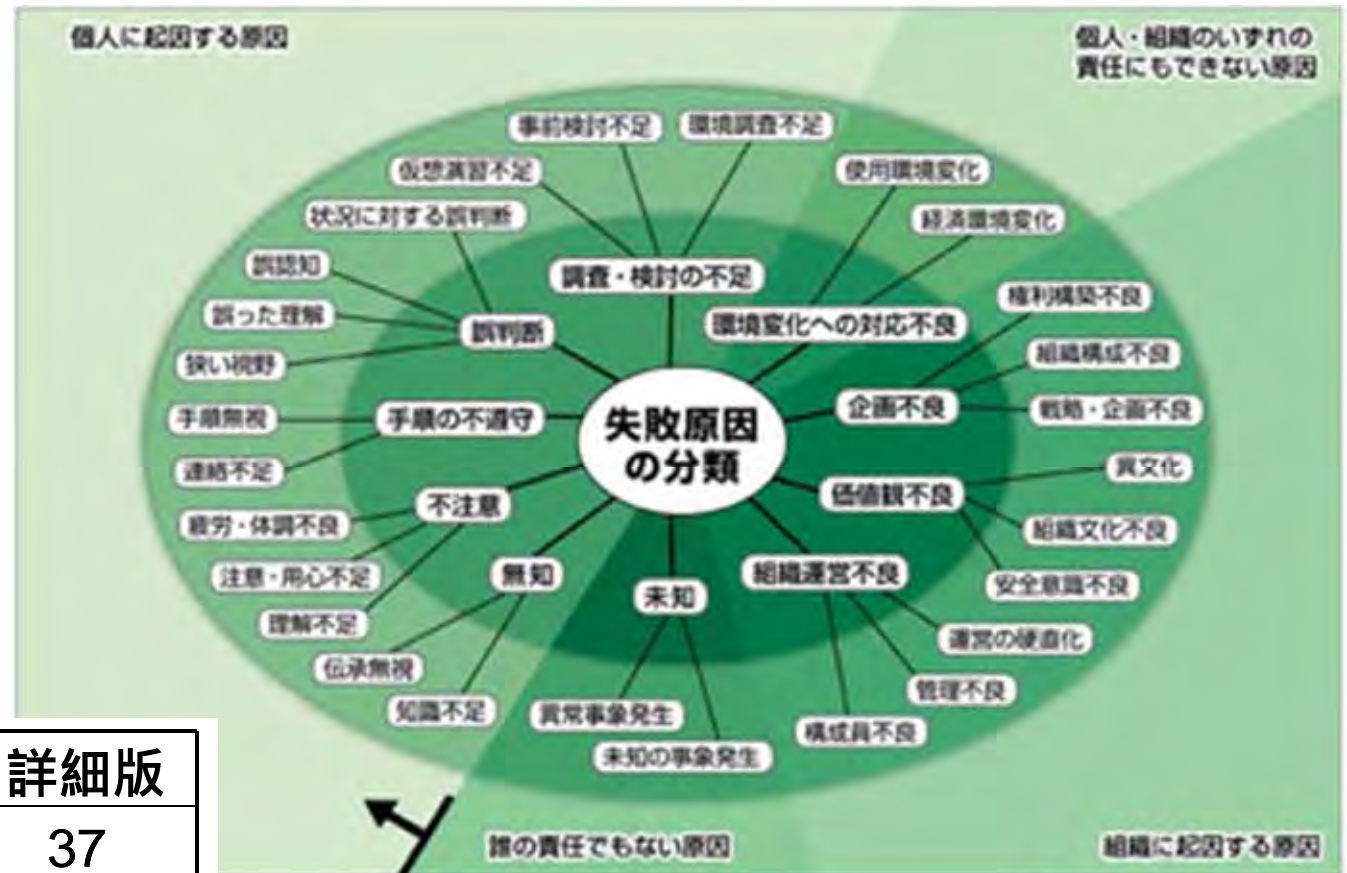 個人に起因する原因
個人・組織のいずれの
責任にもできない原因
事前検討不足
環境調査不足
仮想演習不足
使用環境変化
状況に対する誤判断
経済環境変化
誤認知
調査・検討の不足
権利構築不良
誤った理解
誤判断
環境変化への対応不良
組織構成不良
狭い視野
手順無視
手順の不遵守
失敗原因
の分類
企画不良
戦略・企画不良
連絡不足
異文化
不注意
価値観不良
疲労・体調不良
組織文化不良
注意・用心不足
無知
未知
組織運営不良
安全意識不良
理解不足
運営の硬直化
伝承無視
管理不良
知識不足
異常事象発生
構成員不良
未知の事象発生
詳細版
37
誰の責任でもない原因
組織に起因する原因